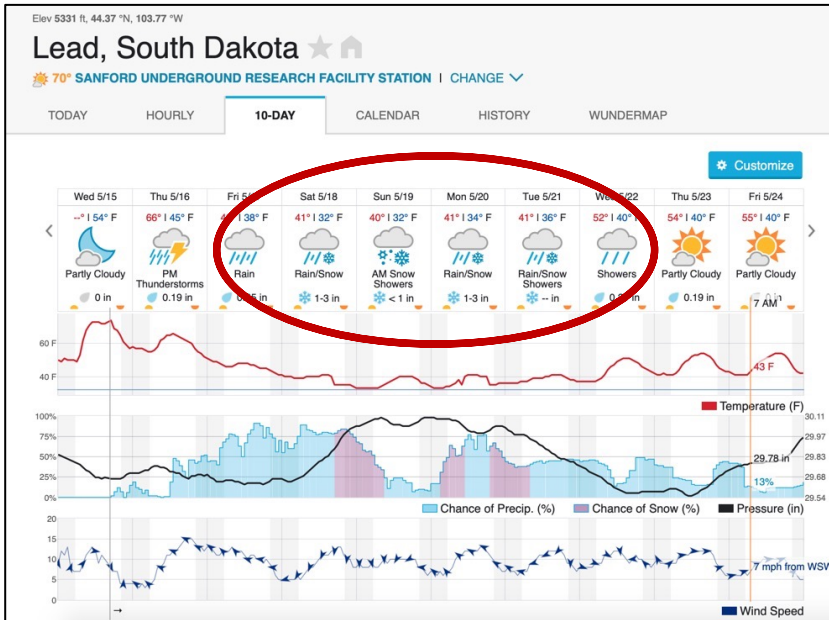 Elev 5331 ft, 44.37 °N, 103.77 °W
Lead, South Dakota
70° SANFORD UNDERGROUND RESEARCH FACILITY STATION | CHANGE
TODAY HOURLY 10-DAY CALENDAR HISTORY WUNDERMAP
Customize
Wed 5/15 Thu 5/16 Fri Sat 5/18 Sun 5/19 Mon 5/20 Tue 5/21 Wed 5/22 Thu 5/23 Fri 5/24
--° | 54° F 66° | 45° F 38° F 41° | 32° F 40° | 32° F 41° | 34° F 41° | 36° F 52° | 40° F 54° | 40° F 55° | 40° F
Partly Cloudy PM Rain Rain/Snow AM Snow Rain/Snow Rain/Snow Showers Partly Cloudy Partly Cloudy
Thunderstorms Showers Showers
0 in 0.19 in 1-3 in < 1 in 1-3 in -- in 0.19 in
7 AM
60 F
40 F
43 F
Temperature (F)
100% 30.11
75% 29.97
50% 29.83
29.78 in
25% 29.68
13%
0% 29.54
Chance of Precip. (%) Chance of Snow (%) Pressure (in)
20
15
10
7 mph from WSW
5
0
Wind Speed